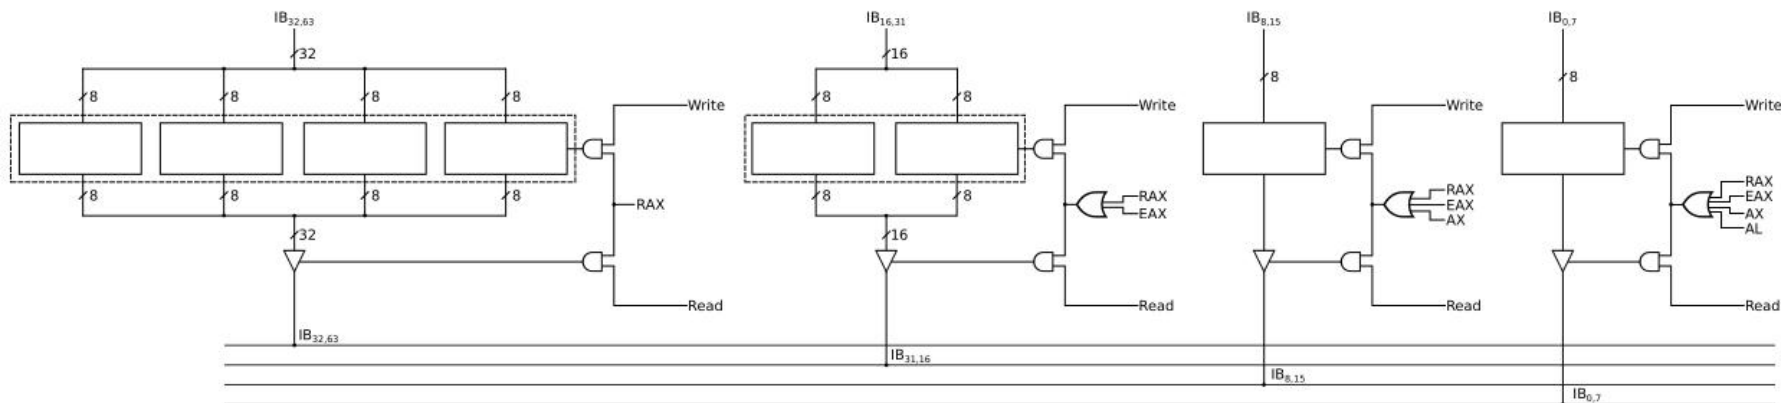 IB32,63 IB16,31 IB8,15 IB0,7
32 16 8 8
8 8 8 8 8 8
Write Write Write Write
RAX RAX EAX RAX EAX AX RAX EAX AX AL
8 8 8 8 8 8
32 16
Read Read Read Read
IB32,63
IB31,16
IB8,15
IB0,7